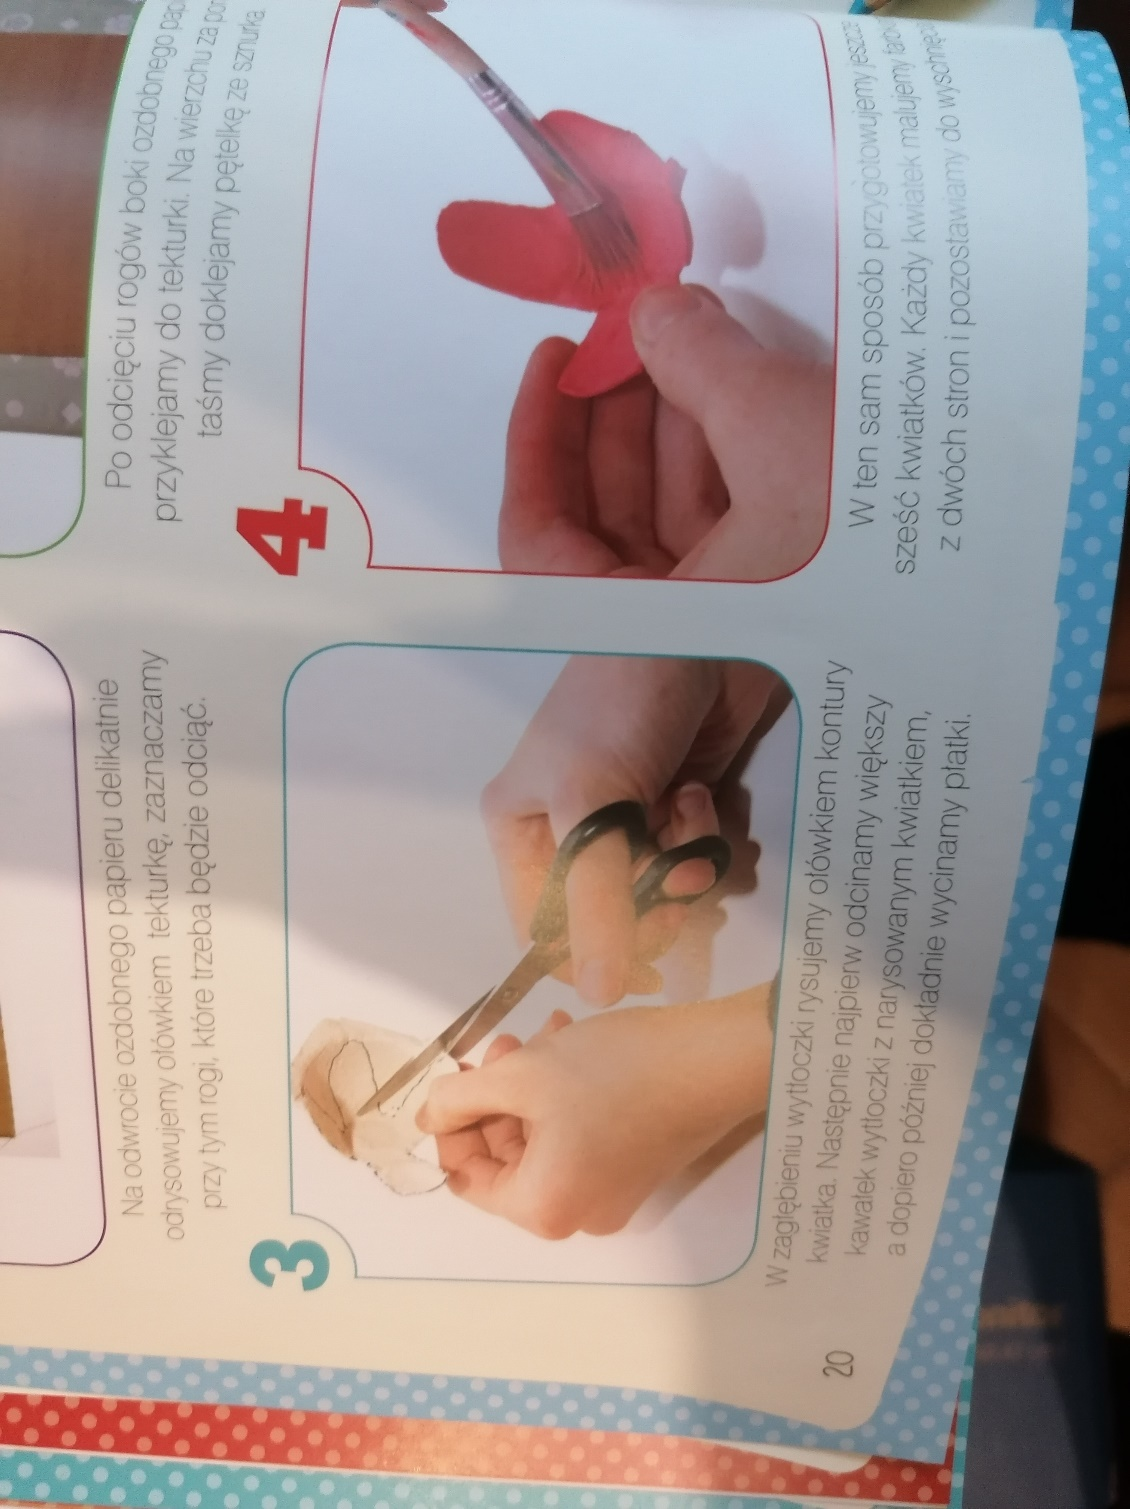 Na odwrocie ozdobnego papieru delikatnie
odrysowujemy ołówkiem tekturkę, zaznaczamy
przy tym rogi, które trzeba będzie odciąć.
Po odcięciu rogów boki ozdobnego
przyklejamy do tekturki. Na wierzchu za
taśmy doklejamy pętelkę ze sznurka.
3
W zagłębieniu wytłoczki rysujemy ołówkiem kontury
kwiatka. Następnie najpierw odcinamy większy
kawałek wytłoczki z narysowanym kwiatkiem,
a dopiero później dokładnie wycinamy płatki.
4
W ten sam sposób przygotowujemy jeszcze
sześć kwiatków. Każdy kwiatek malujemy
z dwóch stron i pozostawiamy do
20